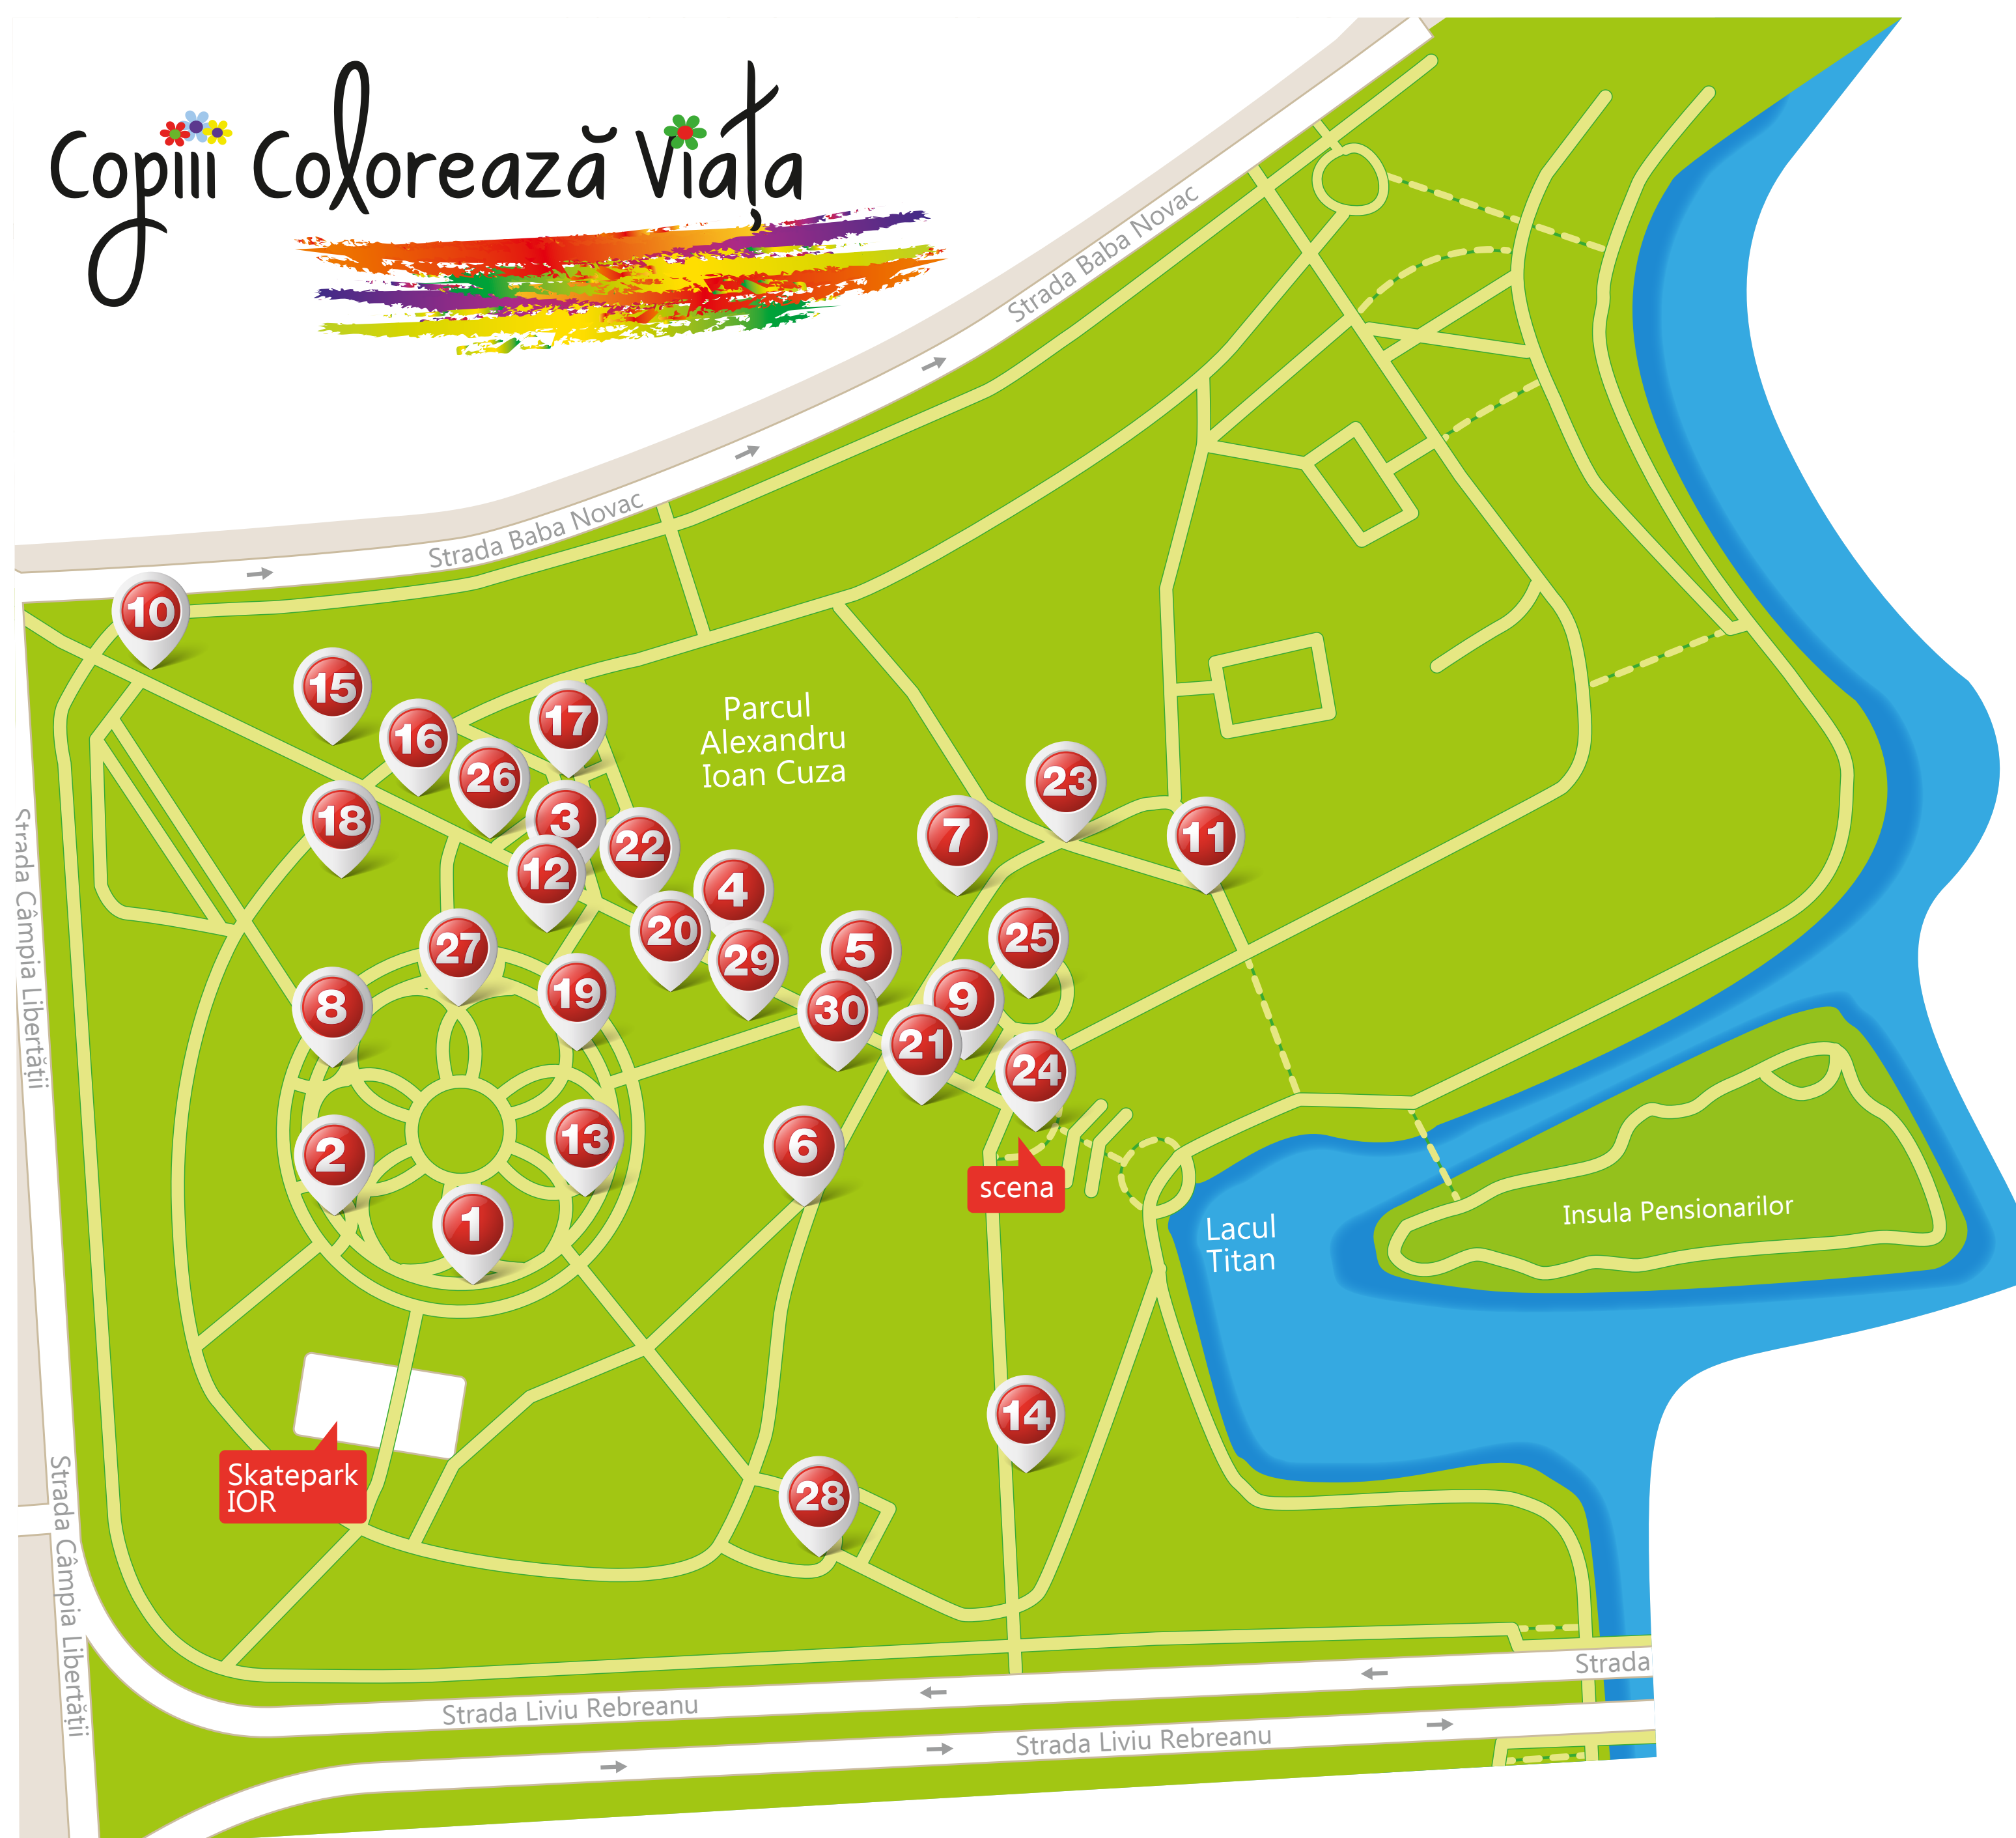 Copiii Colorează Viața
Strada Baba Novac
Strada Baba Novac
10
15
16
17
26
18
3
12
22
Parcul
Alexandru
Ioan Cuza
23
7
11
4
20
29
5
30
25
9
21
24
27
8
19
2
13
1
6
scena
Lacul
Titan
Insula Pensionarilor
14
28
Skatepark
IOR
Strada Câmpia Libertății
Strada Câmpia Libertății
Strada
Strada Liviu Rebreanu
Strada Liviu Rebreanu